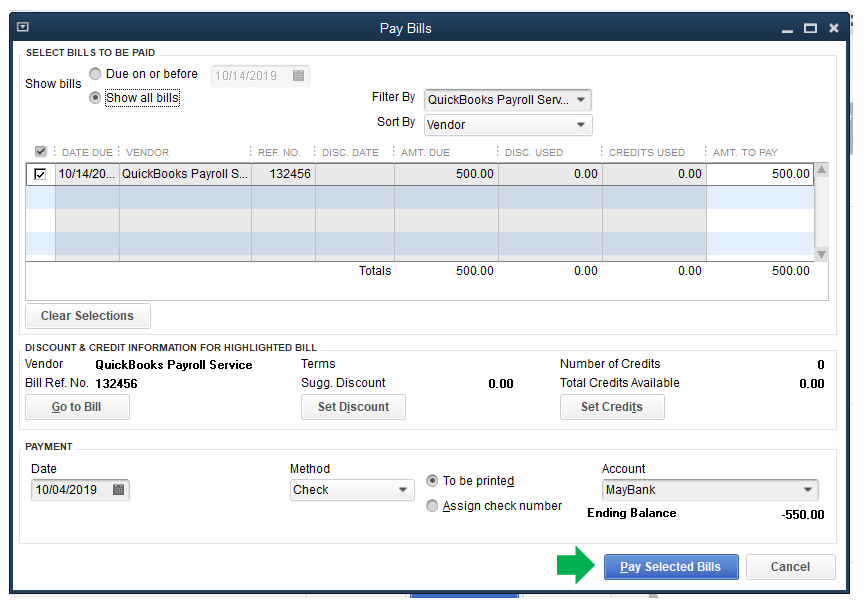 Pay Bills
SELECT BILLS TO BE PAID
Show bills
Due on or before 10/14/2019
Show all bills
Filter By QuickBooks Payroll Serv...
Sort By Vendor
DATE DUE VENDOR REF. NO. DISC. DATE AMT. DUE DISC. USED CREDITS USED AMT. TO PAY
10/14/20... QuickBooks Payroll S... 132456 500.00 0.00 0.00 500.00
Totals 500.00 0.00 0.00 500.00
Clear Selections
DISCOUNT & CREDIT INFORMATION FOR HIGHLIGHTED BILL
Vendor QuickBooks Payroll Service Terms Number of Credits 0
Bill Ref. No. 132456 Sugg. Discount 0.00 Total Credits Available 0.00
Go to Bill Set Discount Set Credits
PAYMENT
Date Method Account
10/04/2019 Check To be printed MayBank
Assign check number Ending Balance -550.00
Pay Selected Bills Cancel